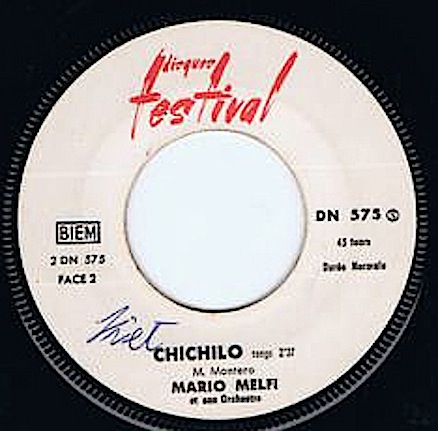 disques
festival
BIEM
2 DN 575
FACE 2
DN 575
45 tours
Durée Normale
CHICHILO tango 2'37
M. Montero
MARIO MELFI
et son Orchestre